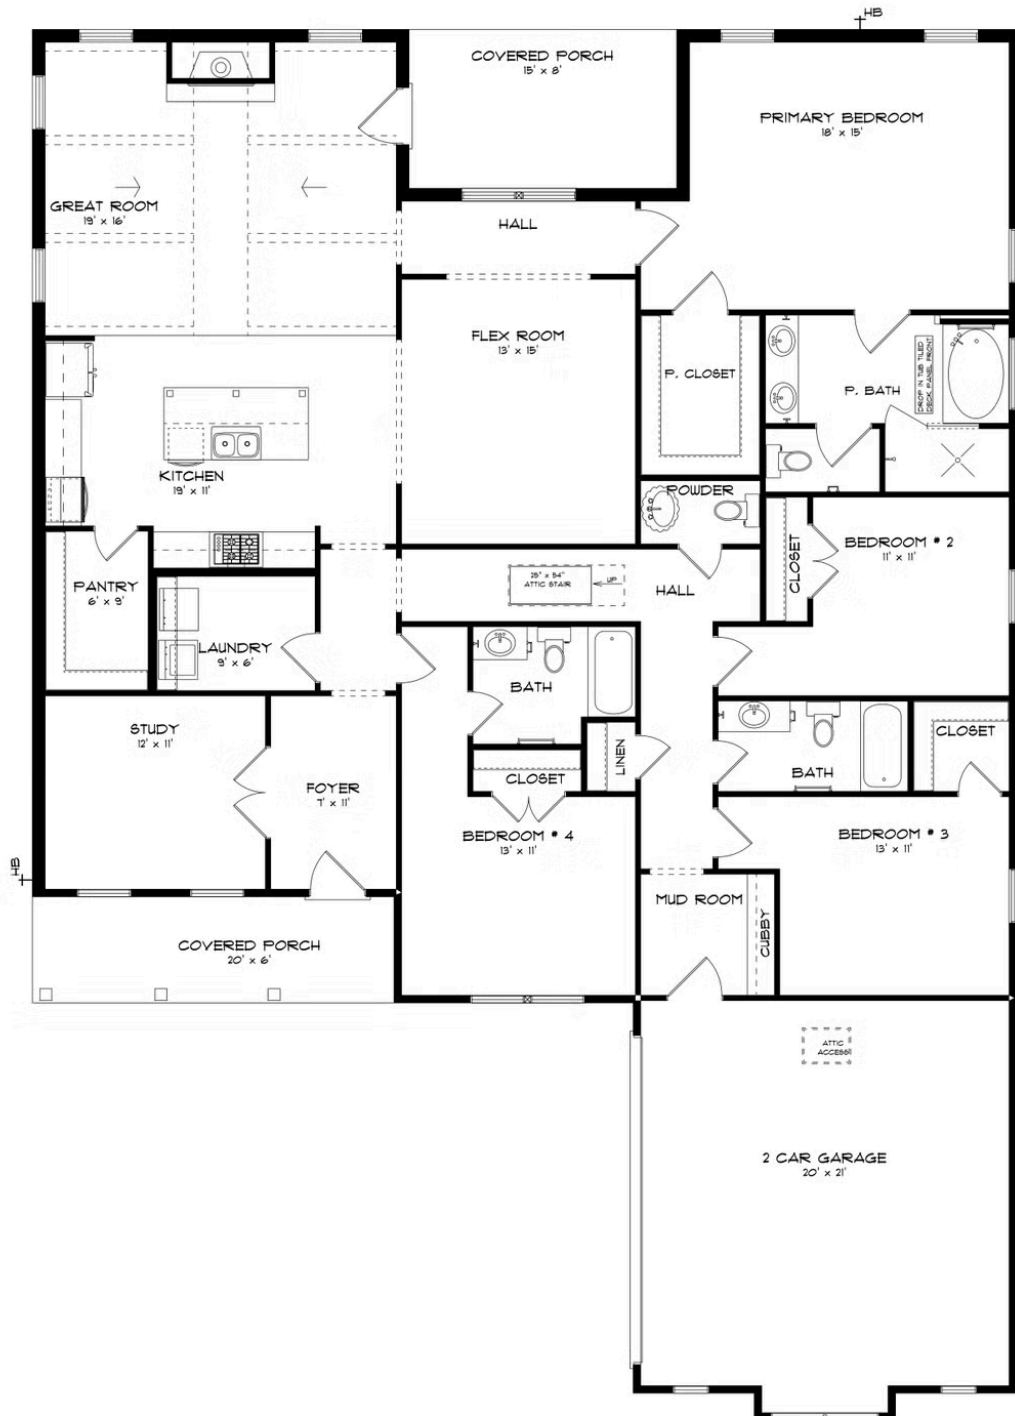 HB
COVERED PORCH
15' x 8'
PRIMARY BEDROOM
18' x 15'
GREAT ROOM
19' x 16'
HALL
FLEX ROOM
13' x 15'
P. CLOSET
P. BATH
DROP IN TUB TILED
DECK, PANEL FRONT
KITCHEN
19' x 11'
POWDER
CLOSET
BEDROOM # 2
11' x 11'
PANTRY
6' x 9'
25" x 54"
ATTIC STAIR
UP
HALL
LAUNDRY
9' x 6'
BATH
STUDY
12' x 11'
LINEN
CLOSET
FOYER
7' x 11'
CLOSET
BATH
BEDROOM # 4
13' x 11'
BEDROOM # 3
13' x 11'
HB
MUD ROOM
CUBBY
COVERED PORCH
20' x 6'
ATTIC
ACCESS
2 CAR GARAGE
20' x 21'